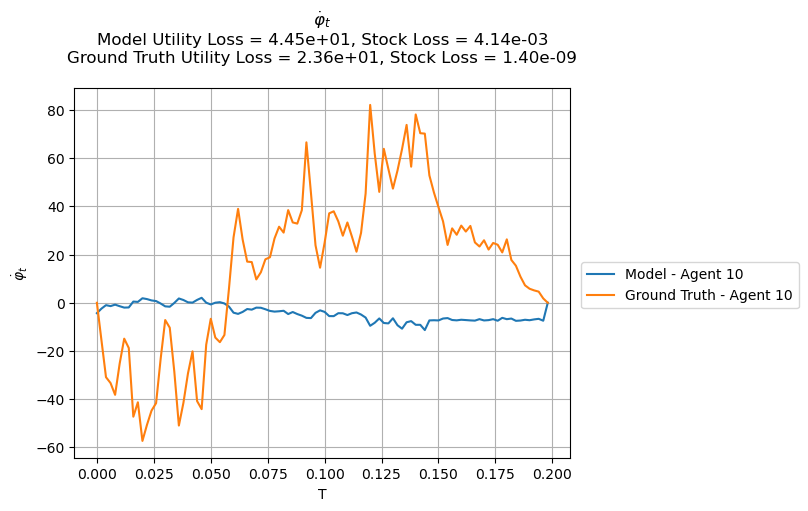 φ̇ₜ
Model Utility Loss = 4.45e+01, Stock Loss = 4.14e-03
Ground Truth Utility Loss = 2.36e+01, Stock Loss = 1.40e-09
φ̇ₜ
80
60
40
20
0
−20
−40
−60
0.000 0.025 0.050 0.075 0.100 0.125 0.150 0.175 0.200
T
Model - Agent 10
Ground Truth - Agent 10